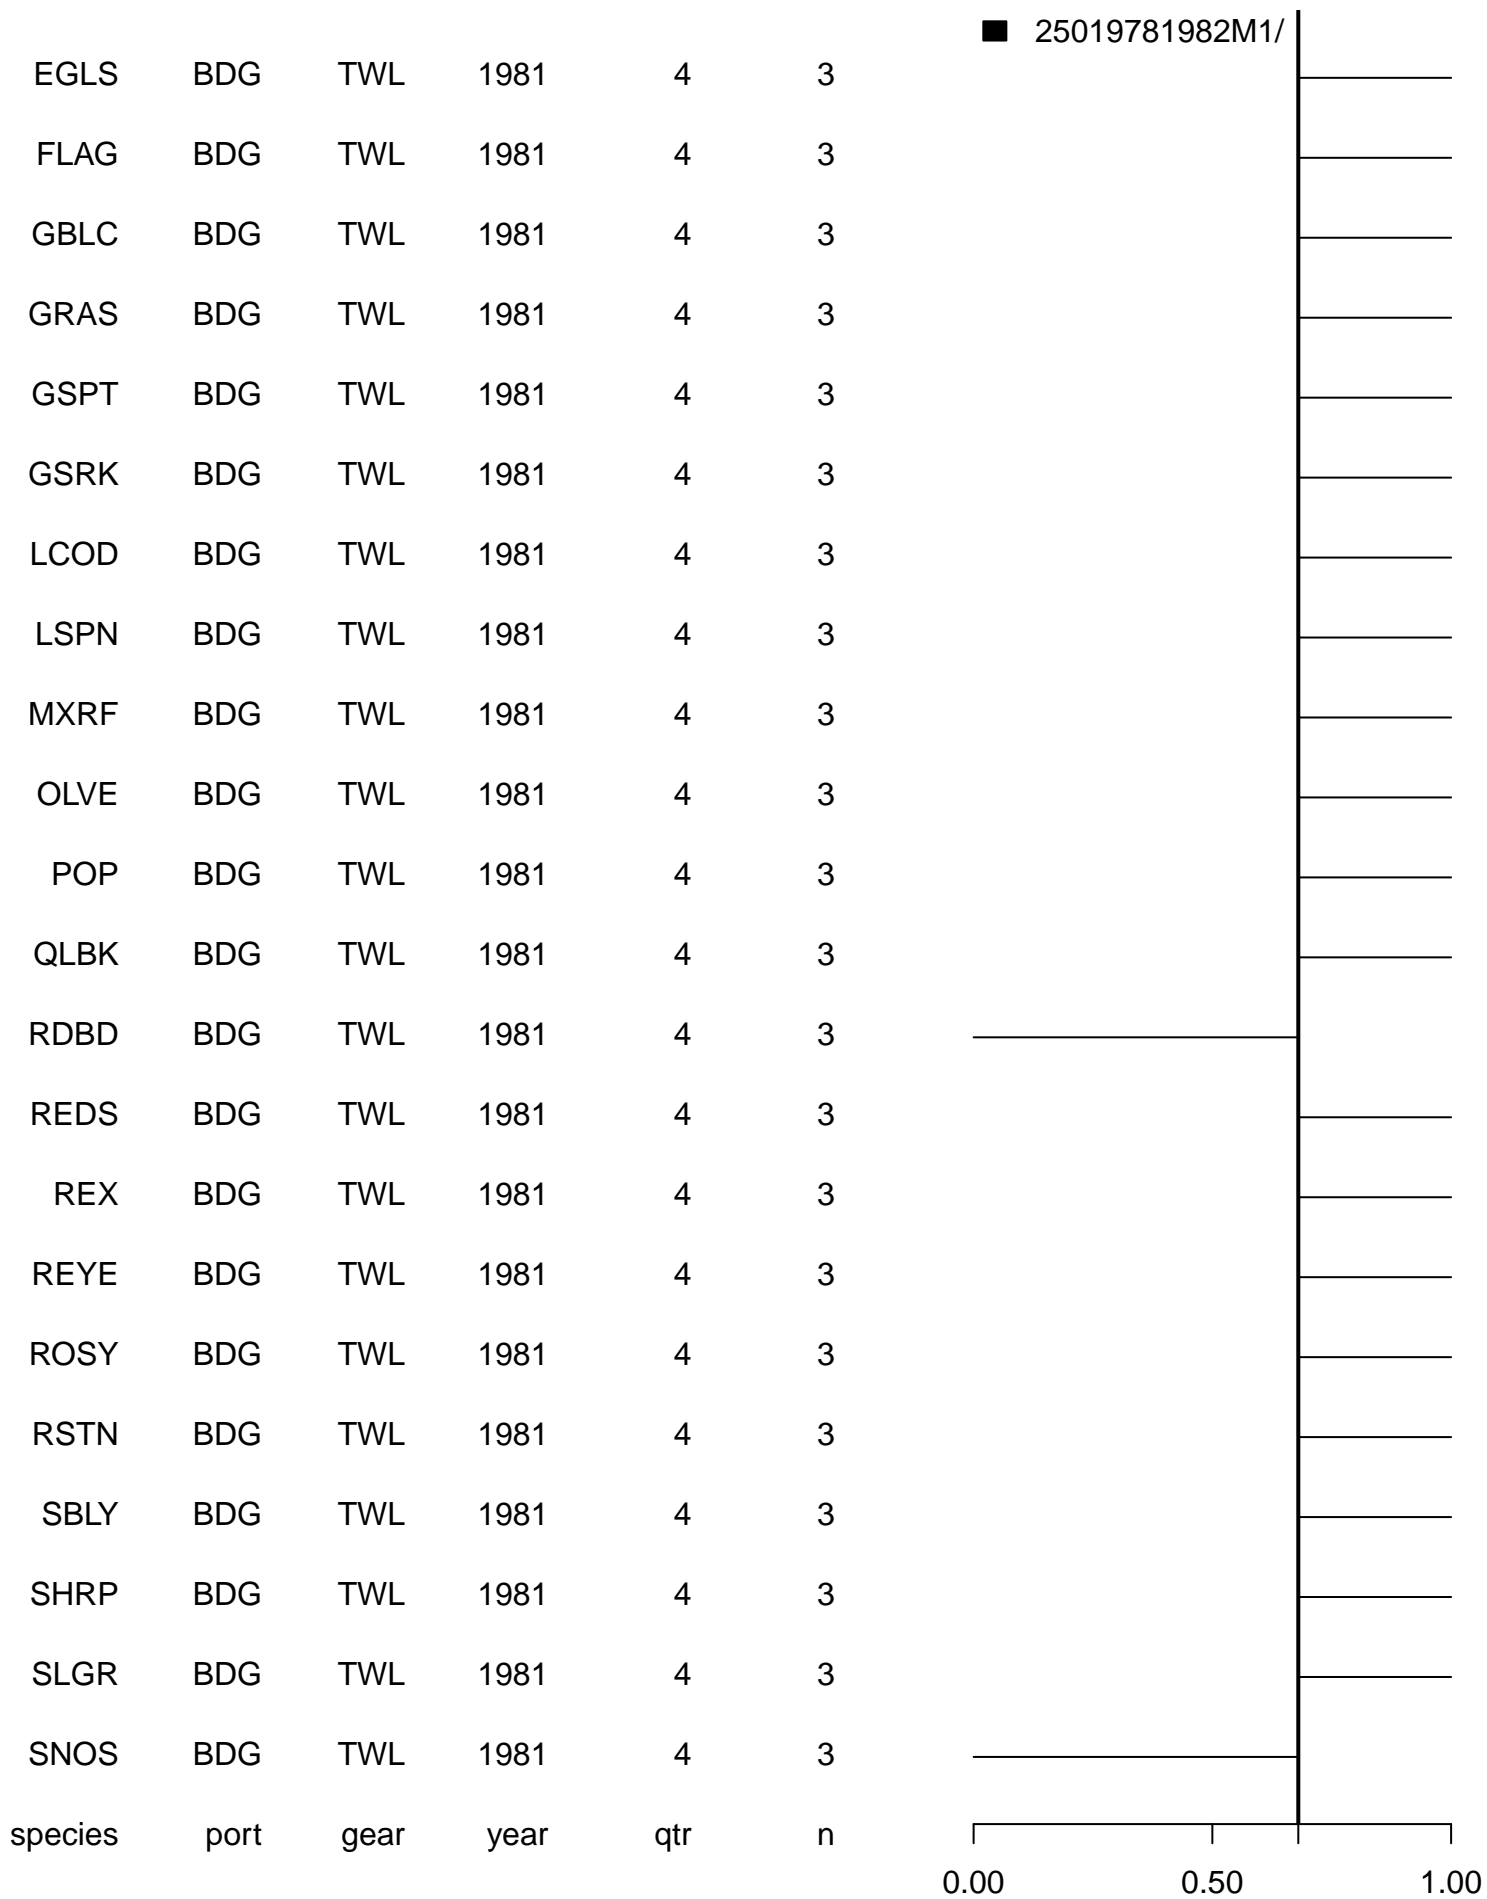 25019781982M1/
EGLS BDG TWL 1981 4 3
FLAG BDG TWL 1981 4 3
GBLC BDG TWL 1981 4 3
GRAS BDG TWL 1981 4 3
GSPT BDG TWL 1981 4 3
GSRK BDG TWL 1981 4 3
LCOD BDG TWL 1981 4 3
LSPN BDG TWL 1981 4 3
MXRF BDG TWL 1981 4 3
OLVE BDG TWL 1981 4 3
POP BDG TWL 1981 4 3
QLBK BDG TWL 1981 4 3
RDBD BDG TWL 1981 4 3
REDS BDG TWL 1981 4 3
REX BDG TWL 1981 4 3
REYE BDG TWL 1981 4 3
ROSY BDG TWL 1981 4 3
RSTN BDG TWL 1981 4 3
SBLY BDG TWL 1981 4 3
SHRP BDG TWL 1981 4 3
SLGR BDG TWL 1981 4 3
SNOS BDG TWL 1981 4 3
species port gear year qtr n
0.00 0.50 1.00